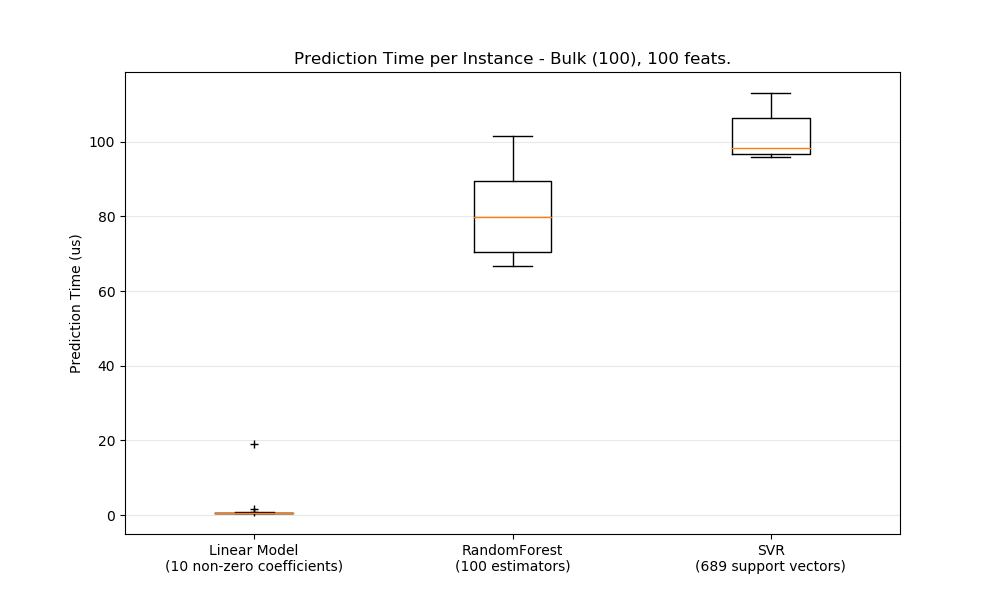 Prediction Time per Instance - Bulk (100), 100 feats.
Prediction Time (us)
100
80
60
40
20
0
Linear Model
(10 non-zero coefficients)
RandomForest
(100 estimators)
SVR
(689 support vectors)